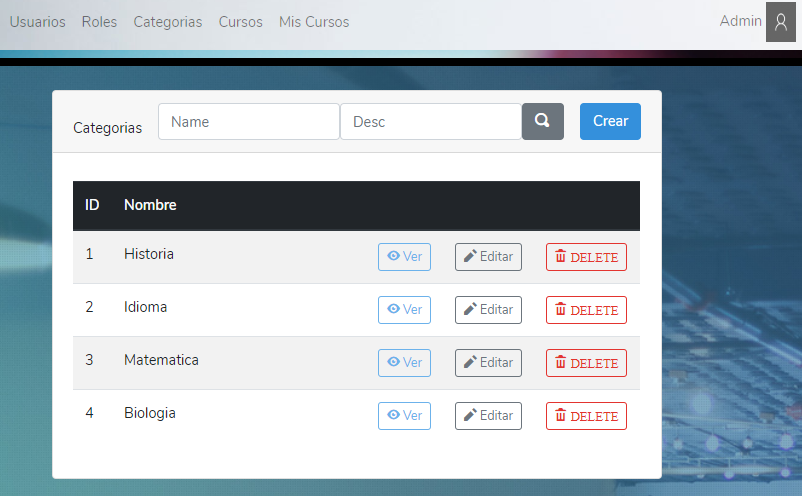 Usuarios Roles Categorias Cursos Mis Cursos Admin
Categorias Name Desc Crear
ID Nombre
1 Historia Ver Editar DELETE
2 Idioma Ver Editar DELETE
3 Matematica Ver Editar DELETE
4 Biologia Ver Editar DELETE